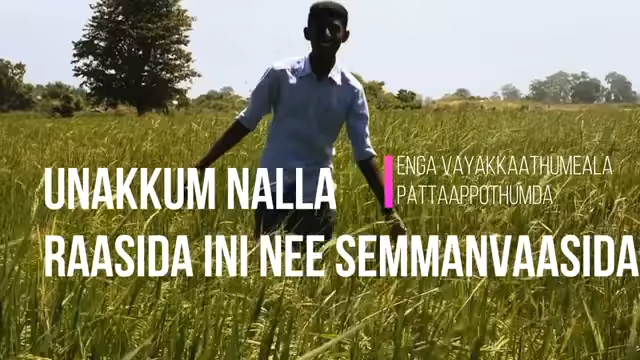 ENGA VAYAKKAATHUMEALA
PATTAAPPOTHUMDA
UNAKKUM NALLA
RAASIDA INI NEE SEMMANVAASIDA